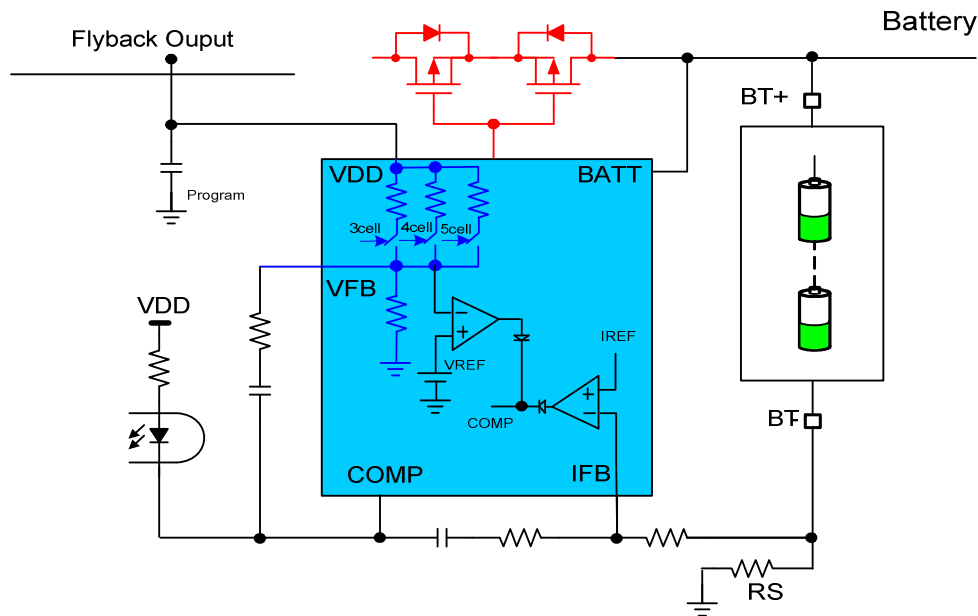 Flyback Ouput
Battery
BT+
Program
VDD
BATT
3cell
4cell
5cell
VFB
VDD
VREF
IREF
COMP
BT-
COMP
IFB
RS